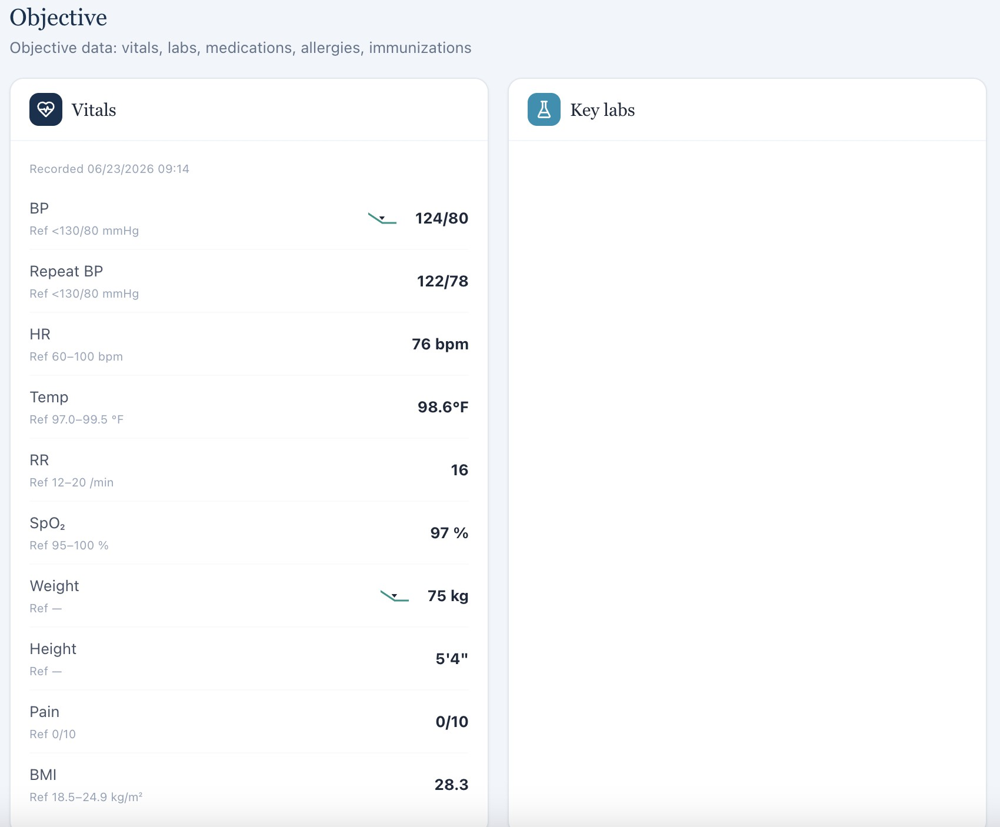 Objective
Objective data: vitals, labs, medications, allergies, immunizations
Vitals
Recorded 06/23/2026 09:14
BP
Ref <130/80 mmHg
124/80
Repeat BP
Ref <130/80 mmHg
122/78
HR
Ref 60–100 bpm
76 bpm
Temp
Ref 97.0–99.5 °F
98.6°F
RR
Ref 12–20 /min
16
SpO₂
Ref 95–100 %
97 %
Weight
Ref —
75 kg
Height
Ref —
5'4"
Pain
Ref 0/10
0/10
BMI
Ref 18.5–24.9 kg/m²
28.3
Key labs